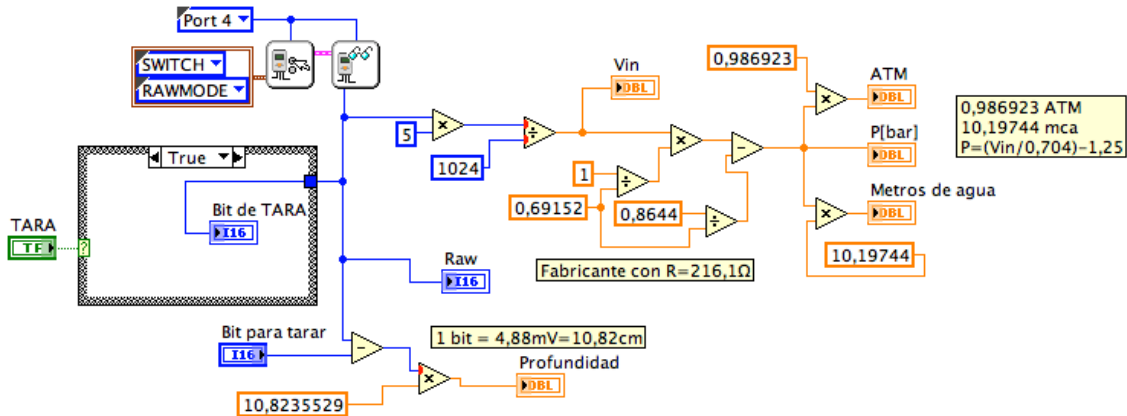 Port 4
SWITCH
RAWMODE
True
Bit de TARA
I16
TARA
TF
?
5
1024
Vin
DBL
1
0,69152
0,8644
Fabricante con R=216,1Ω
0,986923
ATM
DBL
P[bar]
DBL
Metros de agua
DBL
10,19744
0,986923 ATM
10,19744 mca
P=(Vin/0,704)-1,25
Raw
I16
Bit para tarar
I16
1 bit = 4,88mV=10,82cm
Profundidad
DBL
10,8235529